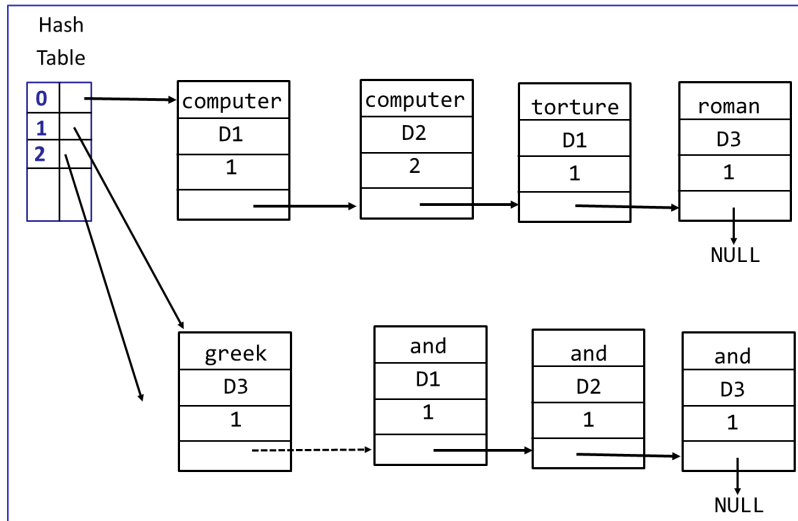 Hash
Table
0
1
2
computer
D1
1
computer
D2
2
torture
D1
1
roman
D3
1
NULL
greek
D3
1
and
D1
1
and
D2
1
and
D3
1
NULL